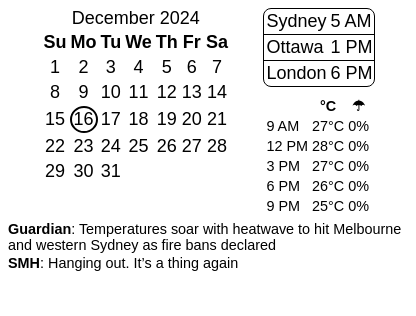 December 2024
Su Mo Tu We Th Fr Sa
1 2 3 4 5 6 7
8 9 10 11 12 13 14
15 16 17 18 19 20 21
22 23 24 25 26 27 28
29 30 31
Sydney 5 AM
Ottawa 1 PM
London 6 PM
°C ☂
9 AM 27°C 0%
12 PM 28°C 0%
3 PM 27°C 0%
6 PM 26°C 0%
9 PM 25°C 0%
Guardian: Temperatures soar with heatwave to hit Melbourne
and western Sydney as fire bans declared
SMH: Hanging out. It’s a thing again